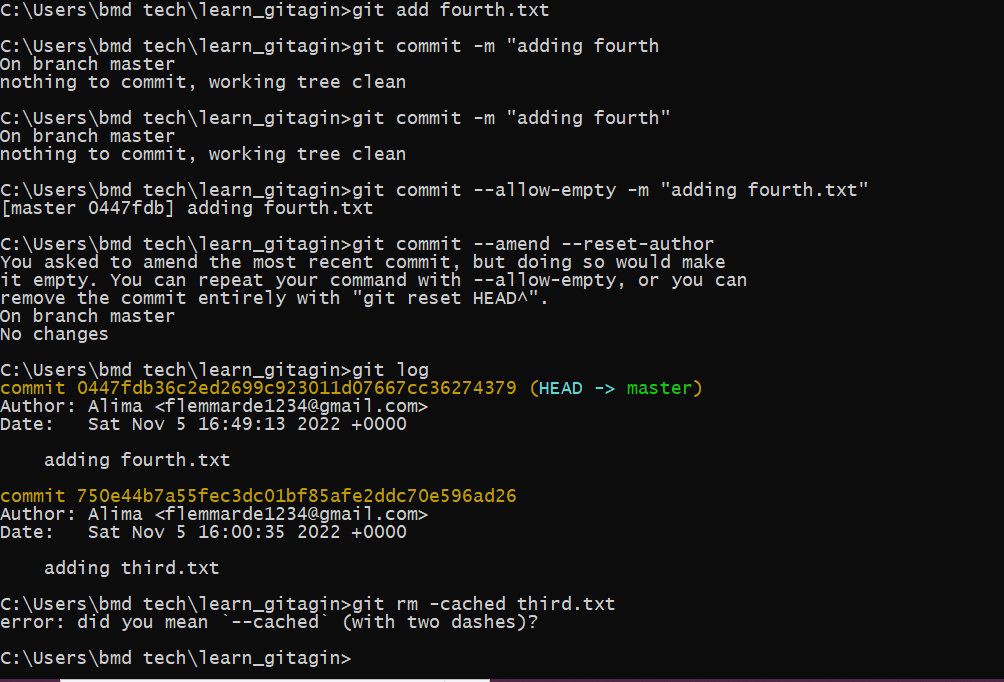 C:\Users\bmd tech\learn_gitagin>git add fourth.txt
C:\Users\bmd tech\learn_gitagin>git commit -m "adding fourth
On branch master
nothing to commit, working tree clean
C:\Users\bmd tech\learn_gitagin>git commit -m "adding fourth"
On branch master
nothing to commit, working tree clean
C:\Users\bmd tech\learn_gitagin>git commit --allow-empty -m "adding fourth.txt"
[master 0447fdb] adding fourth.txt
C:\Users\bmd tech\learn_gitagin>git commit --amend --reset-author
You asked to amend the most recent commit, but doing so would make
it empty. You can repeat your command with --allow-empty, or you can
remove the commit entirely with "git reset HEAD^".
On branch master
No changes
C:\Users\bmd tech\learn_gitagin>git log
commit 0447fdb36c2ed2699c923011d07667cc36274379 (HEAD -> master)
Author: Alima <flemmarde1234@gmail.com>
Date:   Sat Nov 5 16:49:13 2022 +0000
    adding fourth.txt
commit 750e44b7a55fec3dc01bf85afe2ddc70e596ad26
Author: Alima <flemmarde1234@gmail.com>
Date:   Sat Nov 5 16:00:35 2022 +0000
    adding third.txt
C:\Users\bmd tech\learn_gitagin>git rm -cached third.txt
error: did you mean `--cached` (with two dashes)?
C:\Users\bmd tech\learn_gitagin>